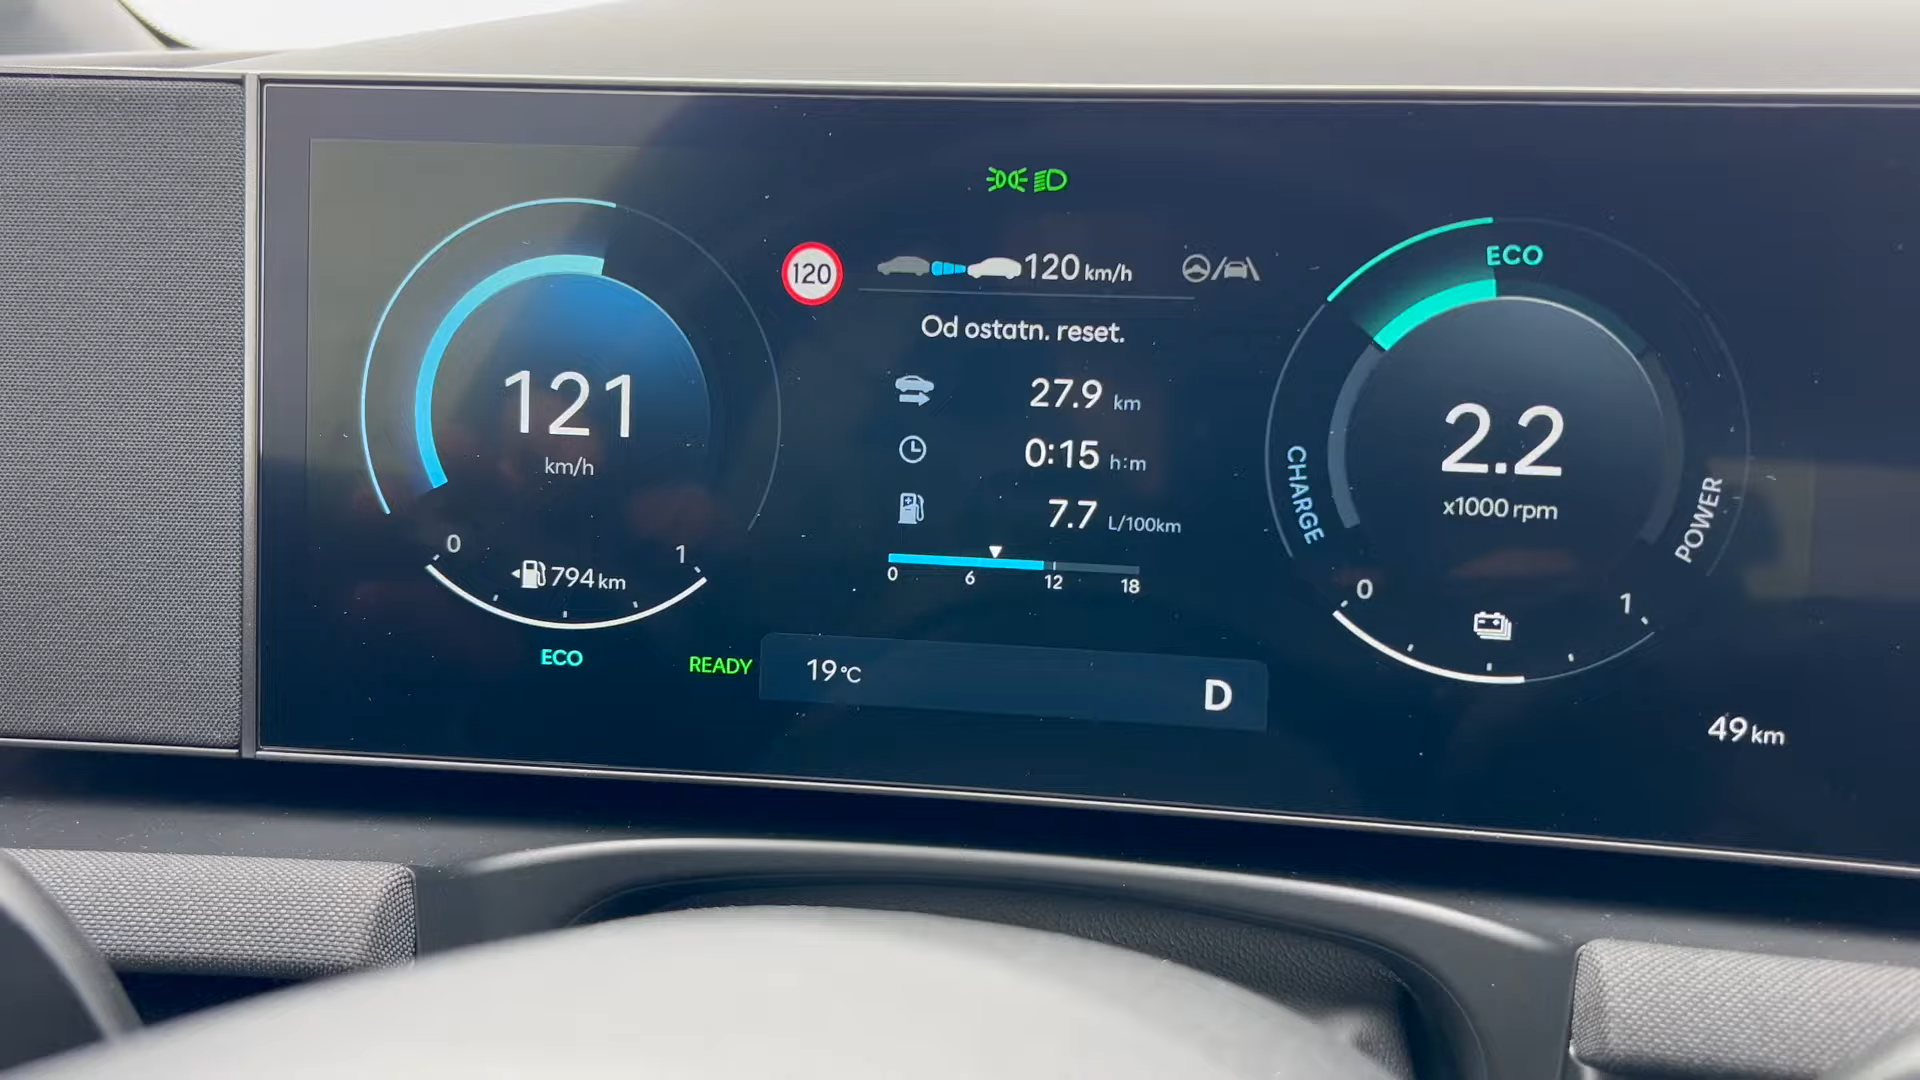 120
120 km/h
Od ostatn. reset.
27.9 km
0:15 h:m
7.7 L/100km
0 6 12 18
121
km/h
0 1
794 km
ECO
READY
19°C
D
ECO
CHARGE
POWER
2.2
x1000 rpm
0 1
49 km